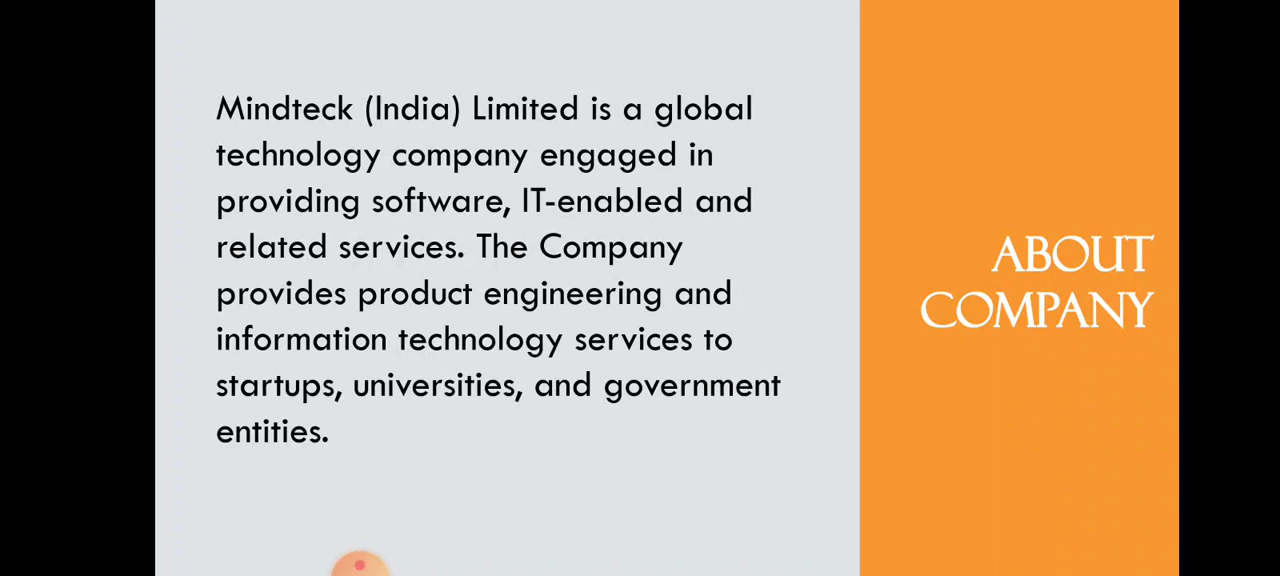 Mindteck (India) Limited is a global
technology company engaged in
providing software, IT-enabled and
related services. The Company
provides product engineering and
information technology services to
startups, universities, and government
entities.
ABOUT
COMPANY